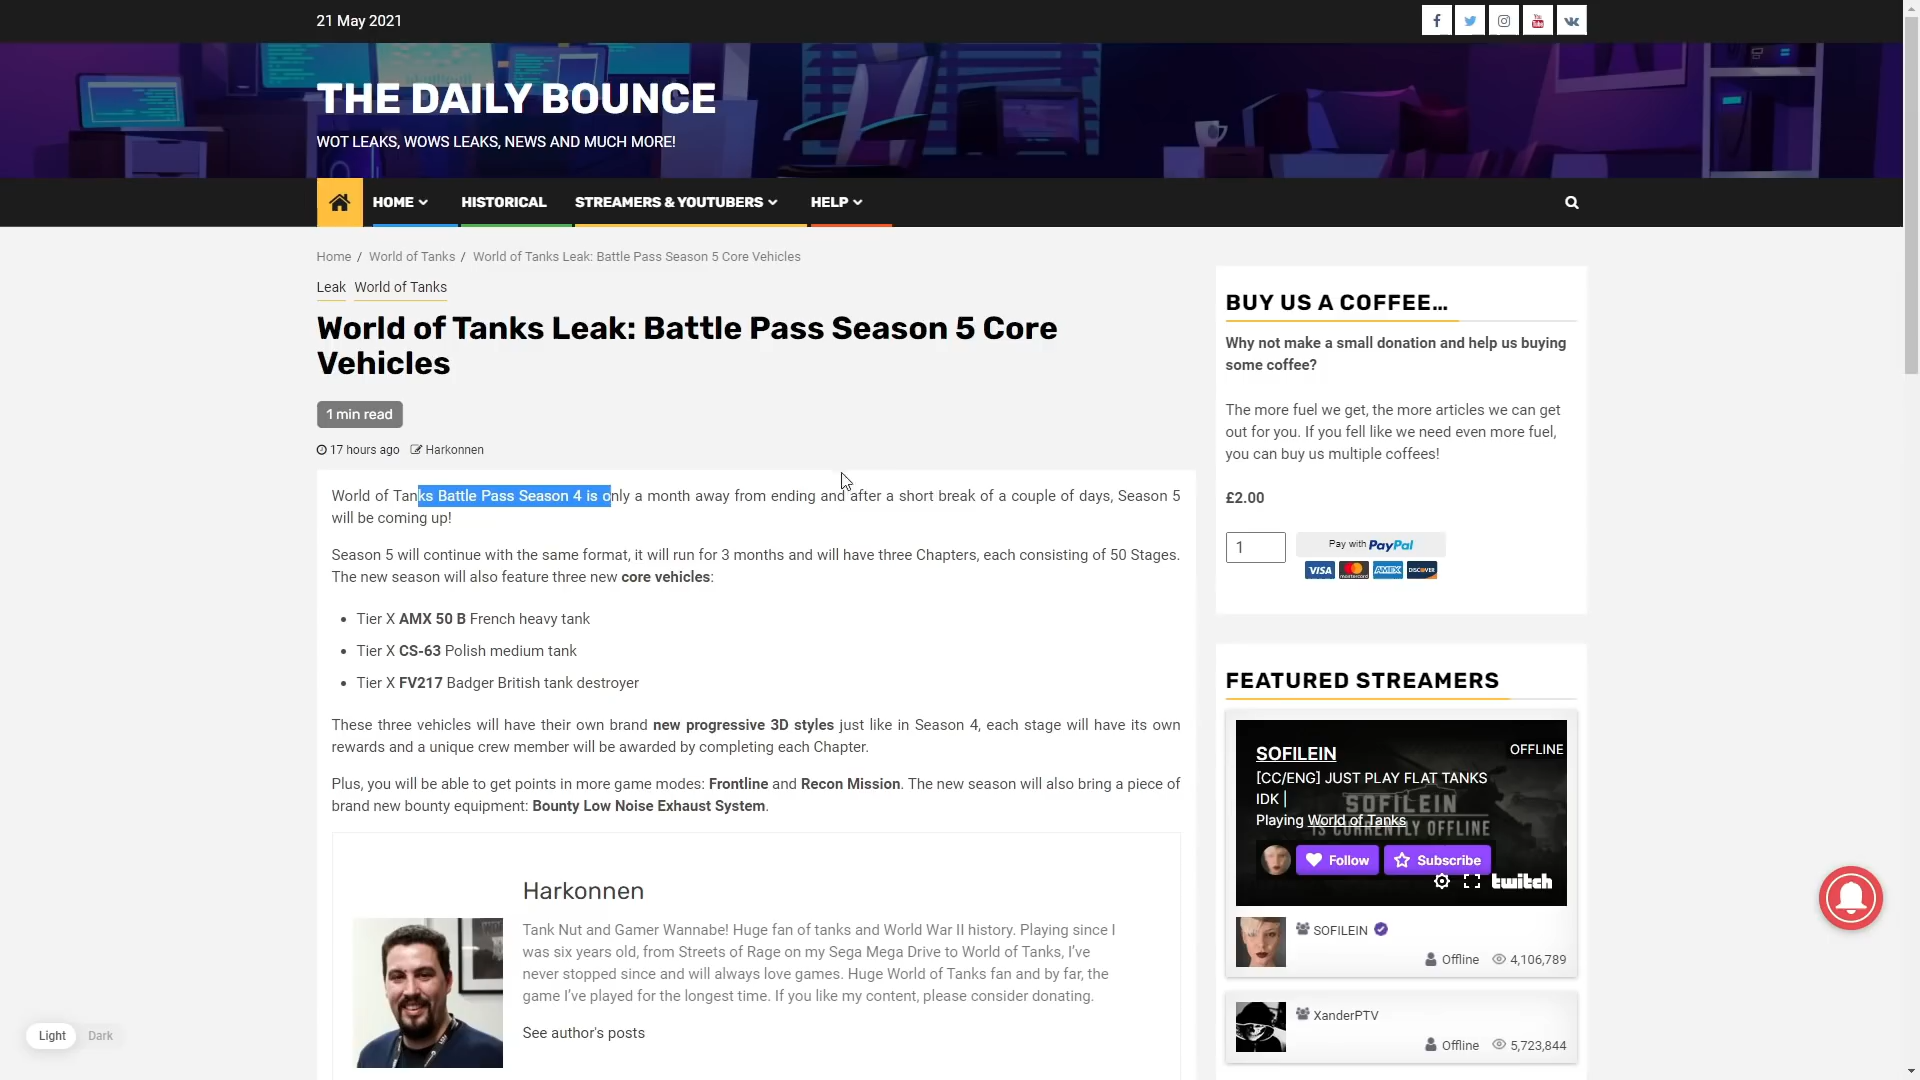 21 May 2021
THE DAILY BOUNCE
WOT LEAKS, WOWS LEAKS, NEWS AND MUCH MORE!
HOME
HISTORICAL
STREAMERS & YOUTUBERS
HELP
Home / World of Tanks / World of Tanks Leak: Battle Pass Season 5 Core Vehicles
Leak World of Tanks
World of Tanks Leak: Battle Pass Season 5 Core
Vehicles
1 min read
17 hours ago Harkonnen
World of Tanks Battle Pass Season 4 is only a month away from ending and after a short break of a couple of days, Season 5
will be coming up!
Season 5 will continue with the same format, it will run for 3 months and will have three Chapters, each consisting of 50 Stages.
The new season will also feature three new core vehicles:
• Tier X AMX 50 B French heavy tank
• Tier X CS-63 Polish medium tank
• Tier X FV217 Badger British tank destroyer
These three vehicles will have their own brand new progressive 3D styles just like in Season 4, each stage will have its own
rewards and a unique crew member will be awarded by completing each Chapter.
Plus, you will be able to get points in more game modes: Frontline and Recon Mission. The new season will also bring a piece of
brand new bounty equipment: Bounty Low Noise Exhaust System.
Harkonnen
Tank Nut and Gamer Wannabe! Huge fan of tanks and World War II history. Playing since I
was six years old, from Streets of Rage on my Sega Mega Drive to World of Tanks, I've
never stopped since and will always love games. Huge World of Tanks fan and by far, the
game I've played for the longest time. If you like my content, please consider donating.
See author's posts
Light Dark
BUY US A COFFEE…
Why not make a small donation and help us buying
some coffee?
The more fuel we get, the more articles we can get
out for you. If you fell like we need even more fuel,
you can buy us multiple coffees!
£2.00
1
Pay with PayPal
VISA mastercard AMEX DISCOVER
FEATURED STREAMERS
SOFILEIN
OFFLINE
[CC/ENG] JUST PLAY FLAT TANKS
IDK |
SOFILEIN
Playing World of Tanks
IS CURRENTLY OFFLINE
Follow
Subscribe
twitch
SOFILEIN
Offline 4,106,789
XanderPTV
Offline 5,723,844